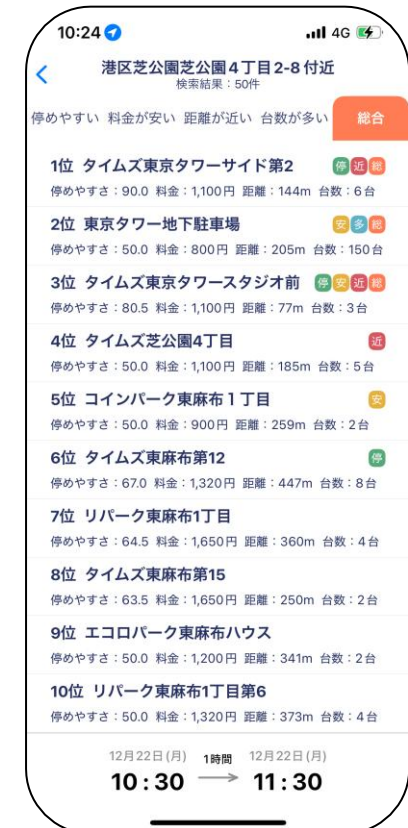 10:24 4G
港区芝公園芝公園4丁目2-8付近
検索結果：50件
停めやすい 料金が安い 距離が近い 台数が多い 総合
1位 タイムズ東京タワーサイド第2 停 近 総
停めやすさ：90.0 料金：1,100円 距離：144m 台数：6台
2位 東京タワー地下駐車場 安 多 総
停めやすさ：50.0 料金：800円 距離：205m 台数：150台
3位 タイムズ東京タワースタジオ前 停 安 近 総
停めやすさ：80.5 料金：1,100円 距離：77m 台数：3台
4位 タイムズ芝公園4丁目 近
停めやすさ：50.0 料金：1,100円 距離：185m 台数：5台
5位 コインパーク東麻布１丁目 安
停めやすさ：50.0 料金：900円 距離：259m 台数：2台
6位 タイムズ東麻布第12 停
停めやすさ：67.0 料金：1,320円 距離：447m 台数：8台
7位 リパーク東麻布1丁目
停めやすさ：64.5 料金：1,650円 距離：360m 台数：4台
8位 タイムズ東麻布第15
停めやすさ：63.5 料金：1,650円 距離：250m 台数：2台
9位 エコロパーク東麻布ハウス
停めやすさ：50.0 料金：1,200円 距離：341m 台数：2台
10位 リパーク東麻布1丁目第6
停めやすさ：50.0 料金：1,320円 距離：373m 台数：4台
12月22日(月) 1時間 12月22日(月)
10:30 → 11:30